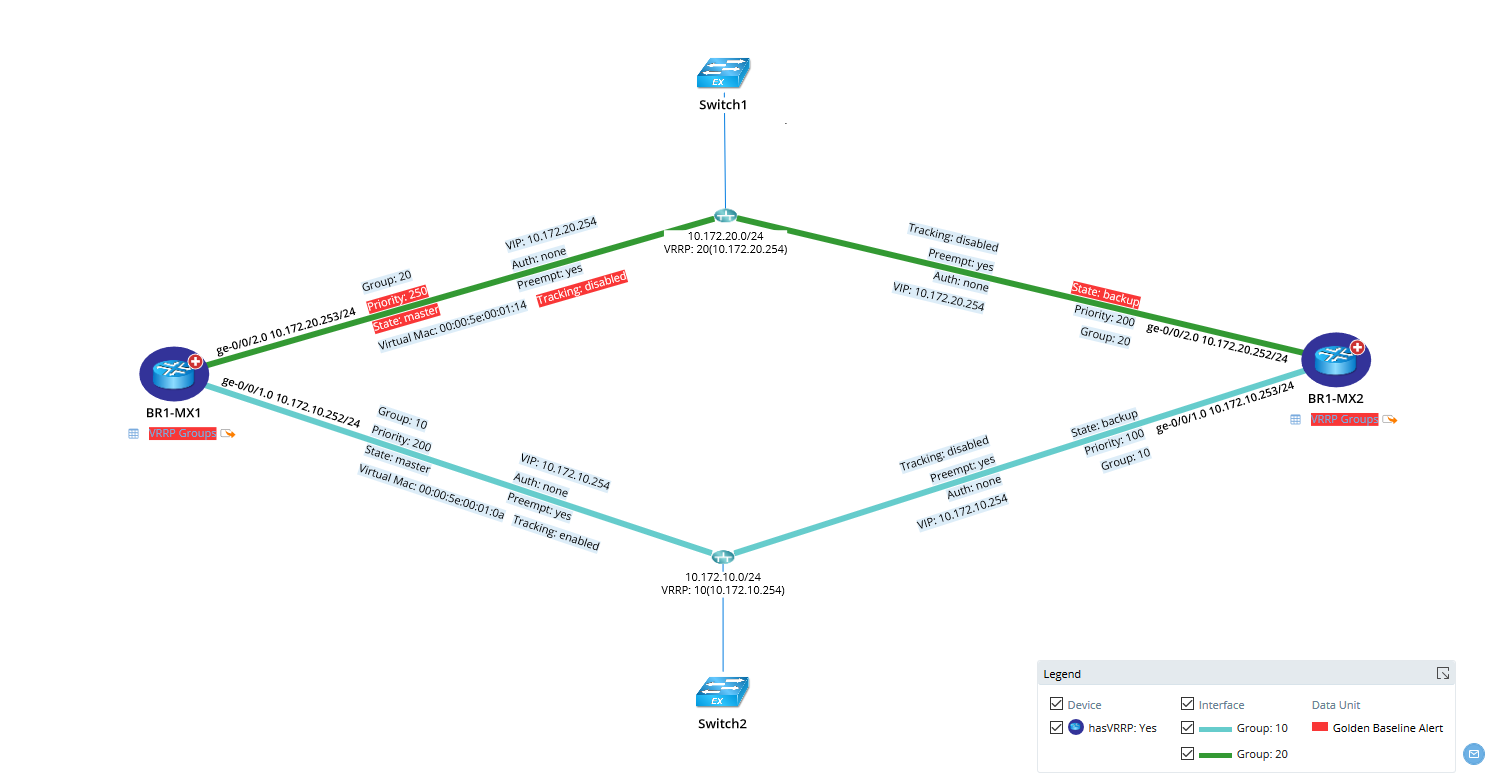 EX
Switch1
10.172.20.0/24
VRRP: 20(10.172.20.254)
VIP: 10.172.20.254
Auth: none
Preempt: yes
Tracking: disabled
Group: 20
Priority: 250
State: master
Virtual Mac: 00:00:5e:00:01:14
ge-0/0/2.0 10.172.20.253/24
Tracking: disabled
Preempt: yes
Auth: none
VIP: 10.172.20.254
State: backup
Priority: 200
Group: 20
ge-0/0/2.0 10.172.20.252/24
BR1-MX1
VRRP Groups
BR1-MX2
VRRP Groups
ge-0/0/1.0 10.172.10.252/24
Group: 10
Priority: 200
State: master
Virtual Mac: 00:00:5e:00:01:0a
VIP: 10.172.10.254
Auth: none
Preempt: yes
Tracking: enabled
ge-0/0/1.0 10.172.10.253/24
State: backup
Priority: 100
Group: 10
Tracking: disabled
Preempt: yes
Auth: none
VIP: 10.172.10.254
10.172.10.0/24
VRRP: 10(10.172.10.254)
EX
Switch2
Legend
Device
Interface
Data Unit
hasVRRP: Yes
Group: 10
Golden Baseline Alert
Group: 20